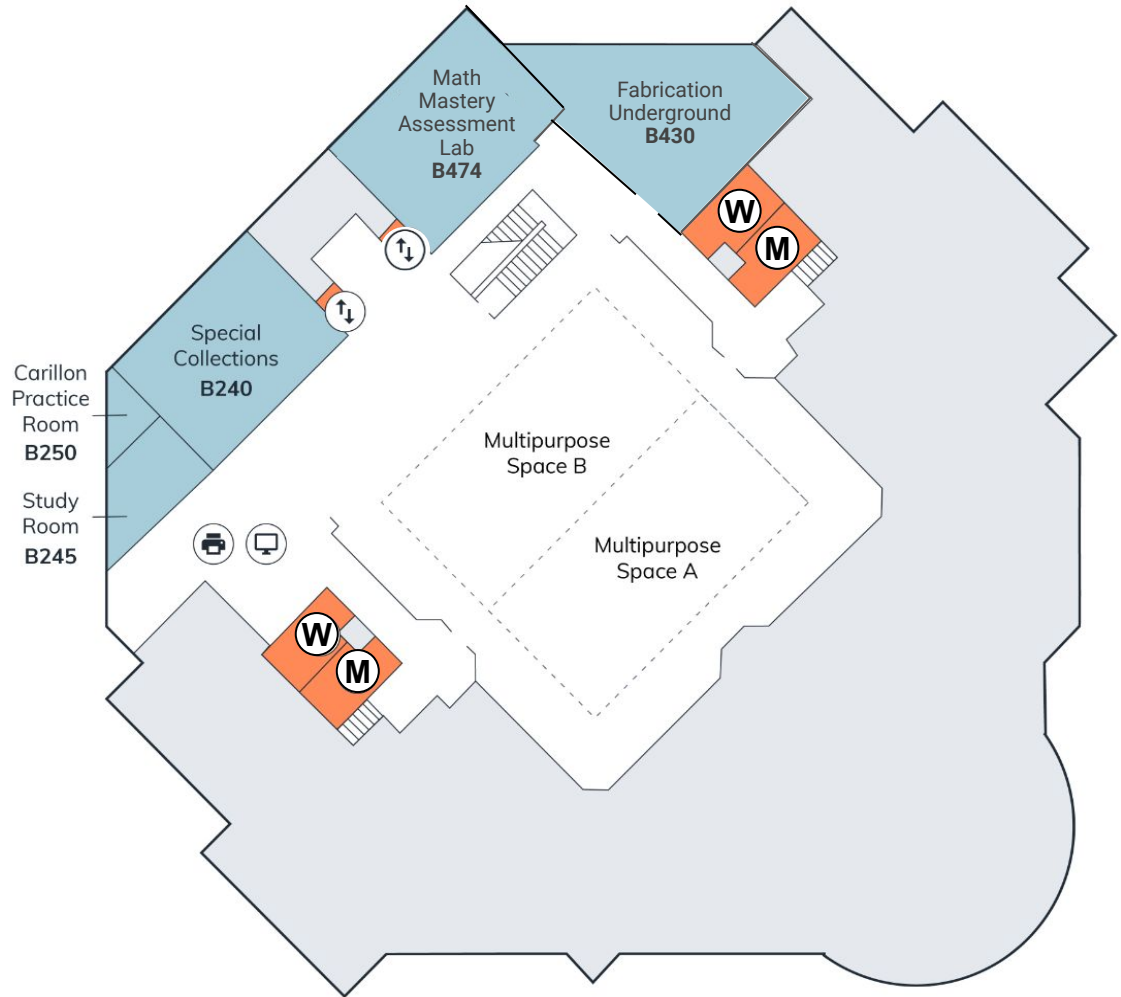 Math
Mastery
Assessment
Lab
B474
Fabrication
Underground
B430
W
M
Special
Collections
B240
Carillon
Practice
Room
B250
Study
Room
B245
Multipurpose
Space B
Multipurpose
Space A
W
M